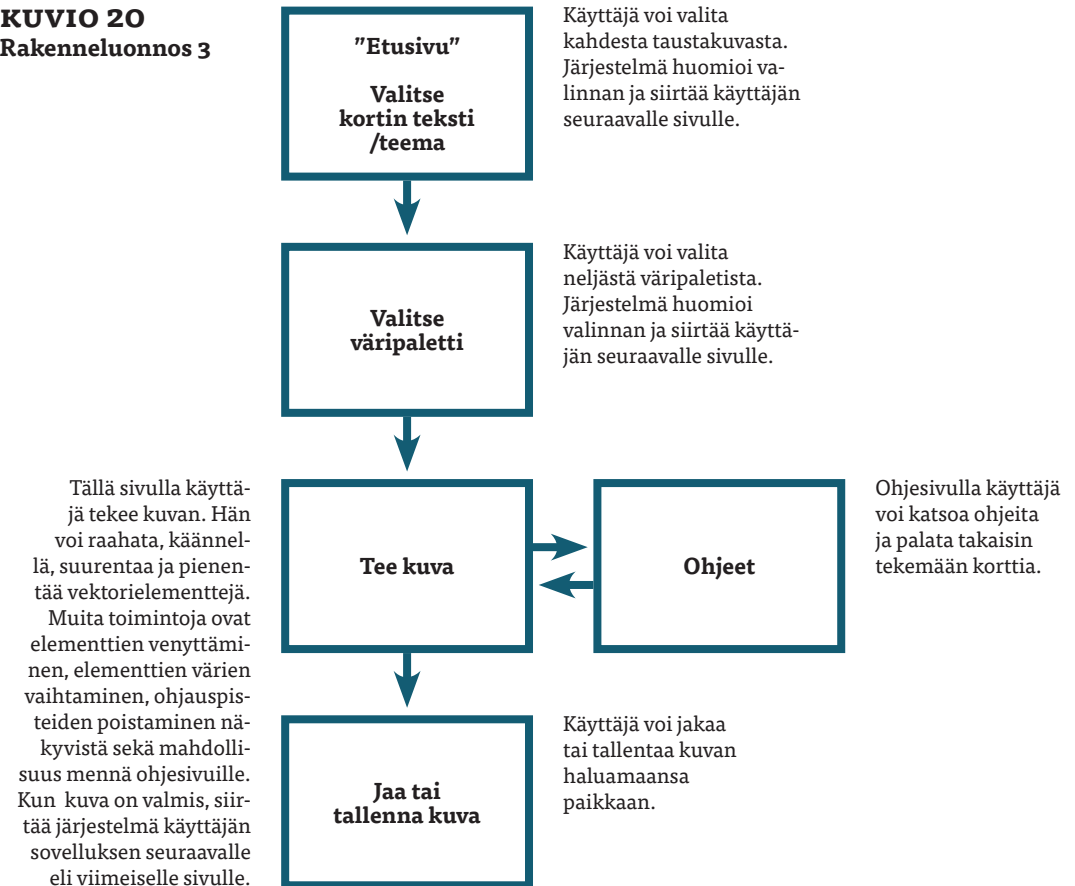 KUVIO 20
Rakenneluonnos 3
"Etusivu"
Valitse
kortin teksti
/teema
Käyttäjä voi valita
kahdesta taustakuvasta.
Järjestelmä huomioi va-
linnan ja siirtää käyttäjän
seuraavalle sivulle.
Valitse
väripaletti
Käyttäjä voi valita
neljästä väripaletista.
Järjestelmä huomioi
valinnan ja siirtää käyttä-
jän seuraavalle sivulle.
Tällä sivulla käyttä-
jä tekee kuvan. Hän
voi raahata, käännel-
lä, suurentaa ja pienen-
tää vektorielementtejä.
Muita toimintoja ovat
elementtien venyttämi-
nen, elementtien värien
vaihtaminen, ohjauspis-
teiden poistaminen nä-
kyvistä sekä mahdolli-
suus mennä ohjesivuille.
Kun kuva on valmis, siir-
tää järjestelmä käyttäjän
sovelluksen seuraavalle
eli viimeiselle sivulle.
Tee kuva
Ohjeet
Ohjesivulla käyttäjä
voi katsoa ohjeita
ja palata takaisin
tekemään korttia.
Jaa tai
tallenna kuva
Käyttäjä voi jakaa
tai tallentaa kuvan
haluamaansa
paikkaan.